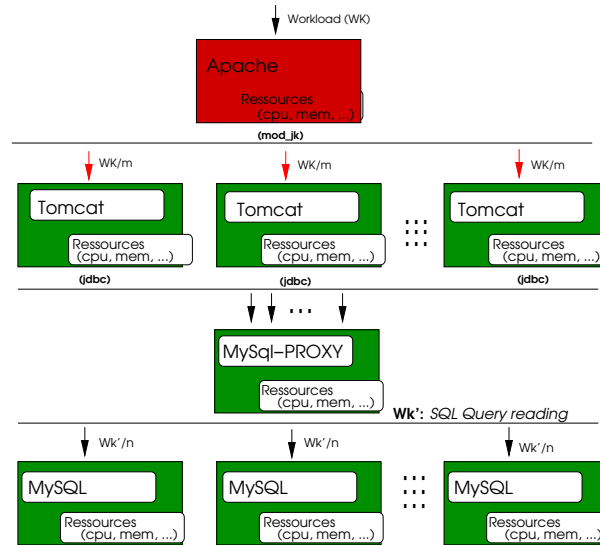 Workload (WK)
Apache
Ressources
(cpu, mem, ...)
(mod_jk)
WK/m WK/m WK/m
Tomcat Tomcat Tomcat
Ressources Ressources Ressources
(cpu, mem, ...) (cpu, mem, ...) (cpu, mem, ...)
(jdbc) (jdbc) (jdbc)
MySql-PROXY
Ressources
(cpu, mem, ...)
Wk': SQL Query reading
Wk'/n Wk'/n Wk'/n
MySQL MySQL MySQL
Ressources Ressources Ressources
(cpu, mem, ...) (cpu, mem, ...) (cpu, mem, ...)